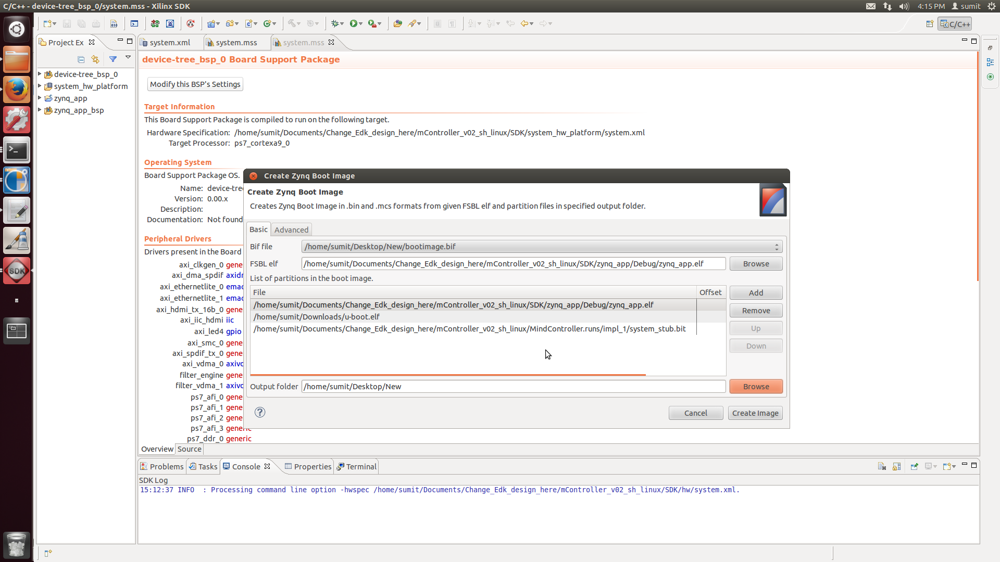 C/C++ - device-tree_bsp_0/system.mss - Xilinx SDK
4:15 PM
sumit
C/C++
Project Ex
system.xml
system.mss
system.mss
device-tree_bsp_0
system_hw_platform
zynq_app
zynq_app_bsp
device-tree_bsp_0 Board Support Package
Modify this BSP's Settings
Target Information
This Board Support Package is compiled to run on the following target.
Hardware Specification: /home/sumit/Documents/Change_Edk_design_here/mController_v02_sh_linux/SDK/system_hw_platform/system.xml
Target Processor: ps7_cortexa9_0
Operating System
Board Support Package OS.
Name: device-tree
Version: 0.00.x
Description:
Documentation: Not found
Peripheral Drivers
Drivers present in the Board
axi_clkgen_0 gene
axi_dma_spdif axidm
axi_ethernetlite_0 emac
axi_ethernetlite_1 emac
axi_hdmi_tx_16b_0 gene
axi_iic_hdmi iic
axi_led4 gpio
axi_smc_0 gene
axi_spdif_tx_0 gene
axi_vdma_0 axivd
filter_engine gene
filter_vdma_1 axivd
ps7_afi_0 gene
ps7_afi_1 gene
ps7_afi_2 gene
ps7_afi_3 generic
ps7_ddr_0 generic
Overview
Source
Create Zynq Boot Image
Create Zynq Boot Image
Creates Zynq Boot Image in .bin and .mcs formats from given FSBL elf and partition files in specified output folder.
Basic
Advanced
Bif file
/home/sumit/Desktop/New/bootimage.bif
FSBL elf
/home/sumit/Documents/Change_Edk_design_here/mController_v02_sh_linux/SDK/zynq_app/Debug/zynq_app.elf
Browse
List of partitions in the boot image.
File
Offset
/home/sumit/Documents/Change_Edk_design_here/mController_v02_sh_linux/SDK/zynq_app/Debug/zynq_app.elf
/home/sumit/Downloads/u-boot.elf
/home/sumit/Documents/Change_Edk_design_here/mController_v02_sh_linux/MindController.runs/impl_1/system_stub.bit
Add
Remove
Up
Down
Output folder
/home/sumit/Desktop/New
Browse
?
Cancel
Create Image
Problems
Tasks
Console
Properties
Terminal
SDK Log
15:12:37 INFO  : Processing command line option -hwspec /home/sumit/Documents/Change_Edk_design_here/mController_v02_sh_linux/SDK/hw/system.xml.
SDK